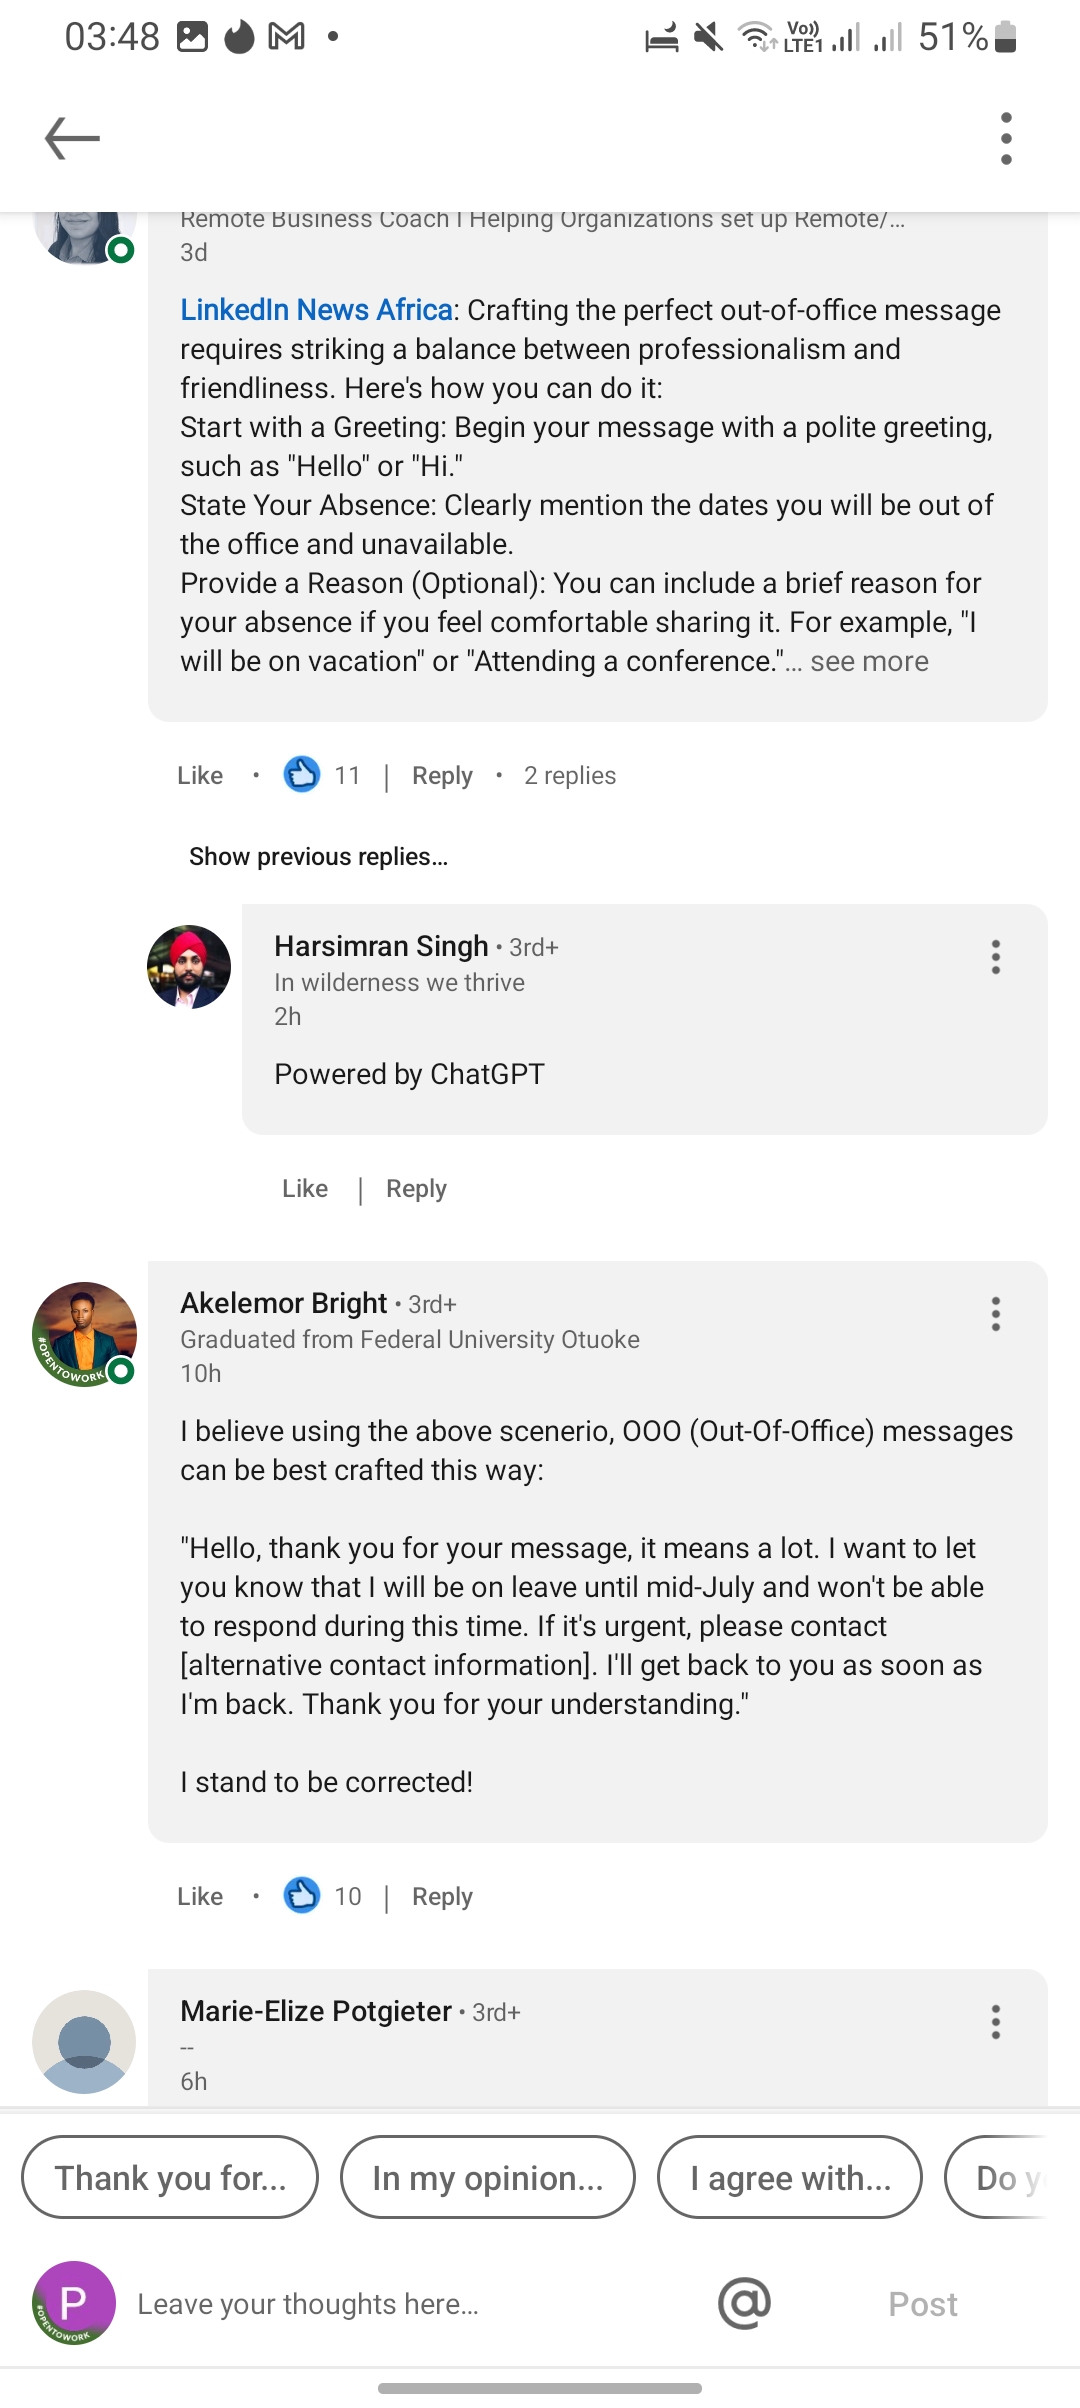 03:48
Vo)) LTE1 51%
Remote Business Coach I Helping Organizations set up Remote/...
3d
LinkedIn News Africa: Crafting the perfect out-of-office message
requires striking a balance between professionalism and
friendliness. Here's how you can do it:
Start with a Greeting: Begin your message with a polite greeting,
such as "Hello" or "Hi."
State Your Absence: Clearly mention the dates you will be out of
the office and unavailable.
Provide a Reason (Optional): You can include a brief reason for
your absence if you feel comfortable sharing it. For example, "I
will be on vacation" or "Attending a conference."... see more
Like • 11 | Reply • 2 replies
Show previous replies...
Harsimran Singh • 3rd+
In wilderness we thrive
2h
Powered by ChatGPT
Like | Reply
#OPENTOWORK
Akelemor Bright • 3rd+
Graduated from Federal University Otuoke
10h
I believe using the above scenerio, OOO (Out-Of-Office) messages
can be best crafted this way:
"Hello, thank you for your message, it means a lot. I want to let
you know that I will be on leave until mid-July and won't be able
to respond during this time. If it's urgent, please contact
[alternative contact information]. I'll get back to you as soon as
I'm back. Thank you for your understanding."
I stand to be corrected!
Like • 10 | Reply
Marie-Elize Potgieter • 3rd+
--
6h
Thank you for... In my opinion... I agree with... Do y
P #OPENTOWORK Leave your thoughts here... @ Post